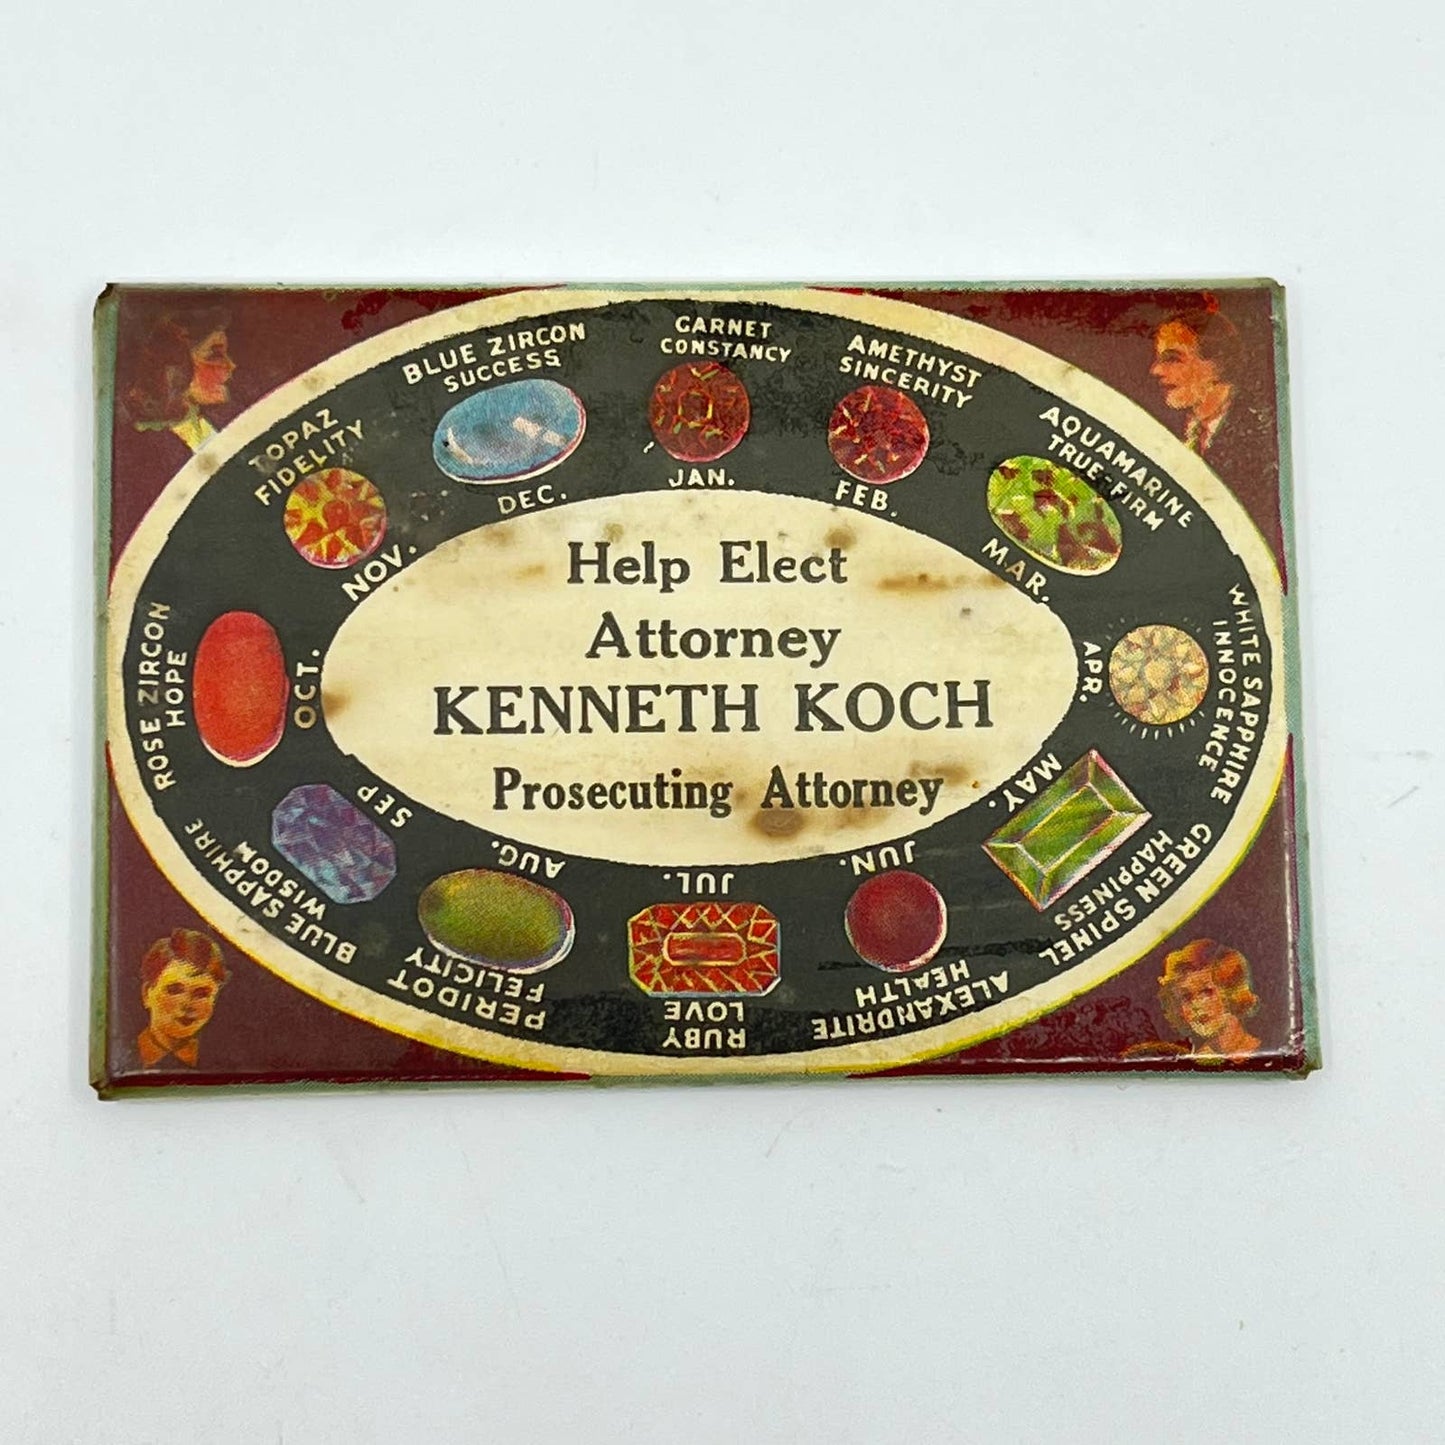 Help Elect
Attorney
KENNETH KOCH
Prosecuting Attorney
GARNET
CONSTANCY
JAN.
AMETHYST
SINCERITY
FEB.
AQUAMARINE
TRUE-FIRM
MAR.
WHITE SAPPHIRE
INNOCENCE
APR.
GREEN SPINEL
HAPPINESS
MAY.
ALEXANDRITE
HEALTH
JUN.
RUBY
LOVE
JUL.
PERIDOT
FELICITY
AUG.
BLUE SAPPHIRE
WISDOM
SEP
ROSE ZIRCON
HOPE
OCT.
TOPAZ
FIDELITY
NOV.
BLUE ZIRCON
SUCCESS
DEC.